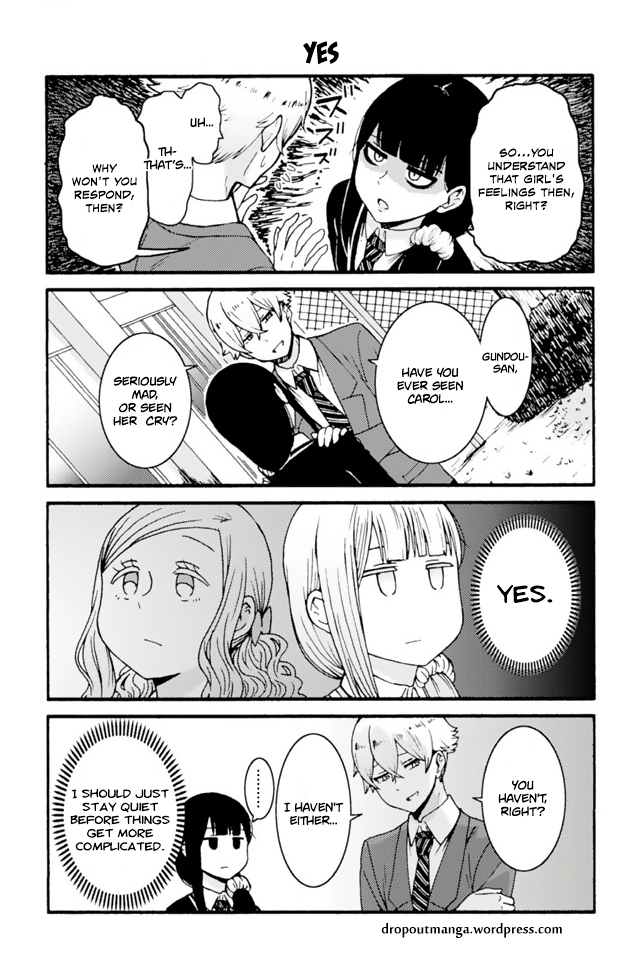 YES
SO...YOU
UNDERSTAND
THAT GIRL'S
FEELINGS THEN,
RIGHT?
UH...
TH-
THAT'S...
WHY
WON'T YOU
RESPOND,
THEN?
GUNDOU-
SAN,
HAVE YOU
EVER SEEN
CAROL...
SERIOUSLY
MAD,
OR SEEN
HER CRY?
YES.
YOU
HAVEN'T,
RIGHT?
I HAVEN'T
EITHER...
........
I SHOULD JUST
STAY QUIET
BEFORE THINGS
GET MORE
COMPLICATED.
dropoutmanga.wordpress.com